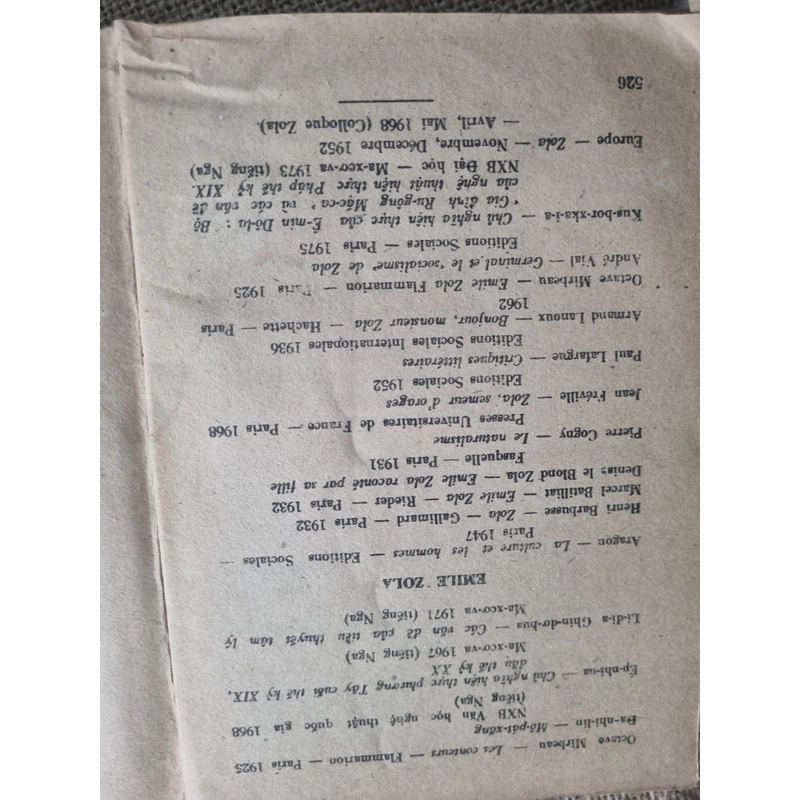 Octave Mirbeau — Les conteurs — Flammarion — Paris 1925
Đa-nhi-lin — Mô-pát-xăng
NXB Văn học nghệ thuật quốc gia 1968
(tiếng Nga)
Ép-nhi-na — Chủ nghĩa hiện thực phương Tây cuối thế kỷ XIX,
đầu thế kỷ XX
Ma-xcơ-va 1967 (tiếng Nga)
Li-đi-a Ghin-dơ-bua — Các vấn đề của tiểu thuyết tâm lý
Ma-xcơ-va 1971 (tiếng Nga)
EMILE ZOLA
Aragon — La culture et les hommes — Editions Sociales —
Paris 1947
Henri Barbusse — Zola — Gallimard — Paris 1932
Marcel Batilliat — Emile Zola — Rieder — Paris 1932
Denise le Blond Zola — Emile Zola raconté par sa fille
Fasquelle — Paris 1931
Pierre Cogny — Le naturalisme
Presses Universitaires de France — Paris 1968
Jean Fréville — Zola, semeur d'orages
Editions Sociales 1952
Paul Lafargue — Critiques littéraires
Editions Sociales Internationales 1936
Armand Lanoux — Bonjour, monsieur Zola — Hachette — Paris
1962
Octave Mirbeau — Emile Zola Flammarion — Paris 1925
André Vial — Germinal et le "socialisme" de Zola
Editions Sociales — Paris 1975
Kus-bor-xka-i-a — Chủ nghĩa hiện thực của É-min Dô-la : Bộ
"Gia đình Ru-gông Mác-ca" và các vấn đề
của nghệ thuật hiện thực Pháp thế kỷ XIX.
NXB Đại học — Ma-xcơ-va 1973 (tiếng Nga)
Europe — Zola — Novembre, Décembre 1952
— Avril, Mai 1968 (Colloque Zola).
526